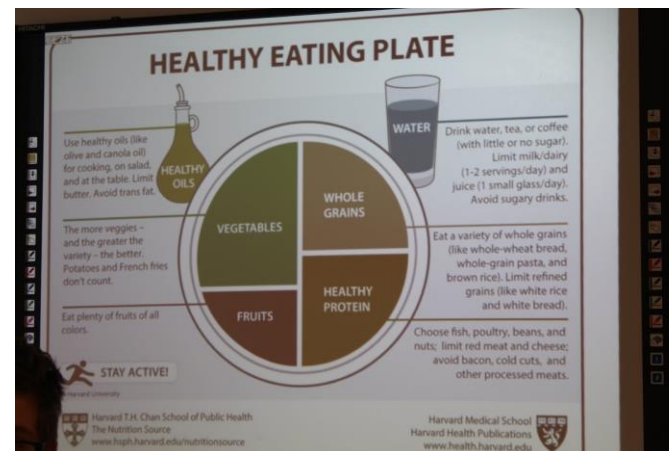 HITACHI
HEALTHY EATING PLATE
Use healthy oils (like
olive and canola oil)
for cooking, on salad,
and at the table. Limit
butter. Avoid trans fat.
HEALTHY
OILS
WATER
Drink water, tea, or coffee
(with little or no sugar).
Limit milk/dairy
(1-2 servings/day) and
juice (1 small glass/day).
Avoid sugary drinks.
The more veggies –
and the greater the
variety – the better.
Potatoes and French fries
don't count.
VEGETABLES
WHOLE
GRAINS
Eat a variety of whole grains
(like whole-wheat bread,
whole-grain pasta, and
brown rice). Limit refined
grains (like white rice
and white bread).
Eat plenty of fruits of all
colors.
FRUITS
HEALTHY
PROTEIN
Choose fish, poultry, beans, and
nuts; limit red meat and cheese;
avoid bacon, cold cuts, and
other processed meats.
STAY ACTIVE!
Harvard University
Harvard T.H. Chan School of Public Health
The Nutrition Source
www.hsph.harvard.edu/nutritionsource
Harvard Medical School
Harvard Health Publications
www.health.harvard.edu